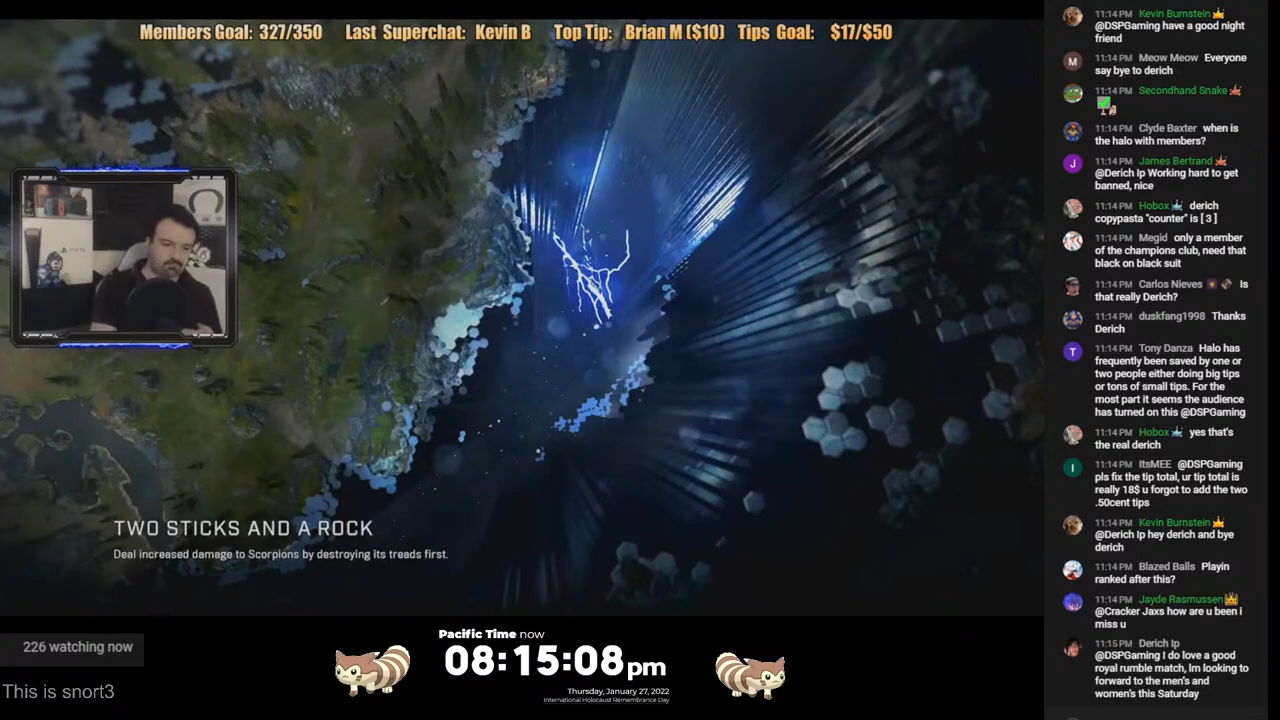 Members Goal: 327/350 Last Superchat: Kevin B Top Tip: Brian M ($10) Tips Goal: $17/$50
TWO STICKS AND A ROCK
Deal increased damage to Scorpions by destroying its treads first.
226 watching now
This is snort3
Pacific Time now
08:15:08pm
Thursday, January 27, 2022
International Holocaust Remembrance Day
Kevin Burnstein
@DSPGaming have a good night
friend
11:14 PM Meow Meow Everyone
say bye to derich
11:14 PM Secondhand Snake
11:14 PM Clyde Baxter when is
the halo with members?
11:14 PM James Bertrand
@Derich Ip Working hard to get
banned, nice
11:14 PM Hobox derich
copypasta "counter" is [ 3 ]
11:14 PM Megid only a member
of the champions club, need that
black on black suit
11:14 PM Carlos Nieves Is
that really Derich?
11:14 PM duskfang1998 Thanks
Derich
11:14 PM Tony Danza Halo has
frequently been saved by one or
two people either doing big tips
or tons of small tips. For the
most part it seems the audience
has turned on this @DSPGaming
11:14 PM Hobox yes that's
the real derich
11:14 PM ItsMEE @DSPGaming
pls fix the tip total, ur tip total is
really 18$ u forgot to add the two
.50cent tips
11:14 PM Kevin Burnstein
@Derich Ip hey derich and bye
derich
11:14 PM Blazed Balls Playin
ranked after this?
11:14 PM Jayde Rasmussen
@Cracker Jaxs how are u been i
miss u
11:15 PM Derich Ip
@DSPGaming I do love a good
royal rumble match, Im looking to
forward to the men's and
women's this Saturday